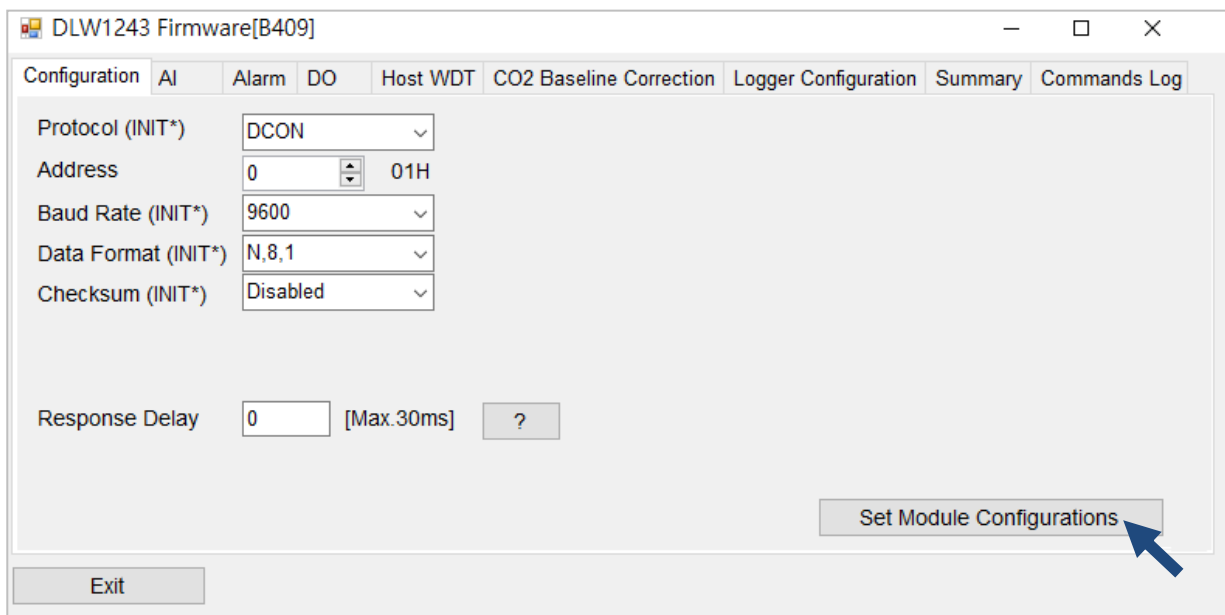 DLW1243 Firmware[B409]
Configuration AI Alarm DO Host WDT CO2 Baseline Correction Logger Configuration Summary Commands Log
Protocol (INIT*) DCON
Address 0 01H
Baud Rate (INIT*) 9600
Data Format (INIT*) N,8,1
Checksum (INIT*) Disabled
Response Delay 0 [Max.30ms] ?
Set Module Configurations
Exit